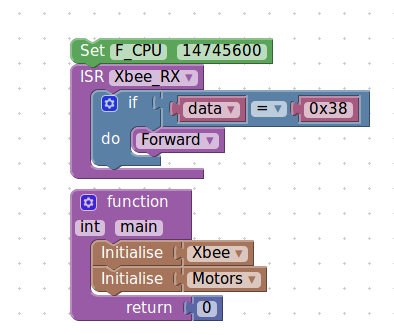 Set F_CPU 14745600
ISR Xbee_RX
if data = 0x38
do Forward
function
int main
Initialise Xbee
Initialise Motors
return 0